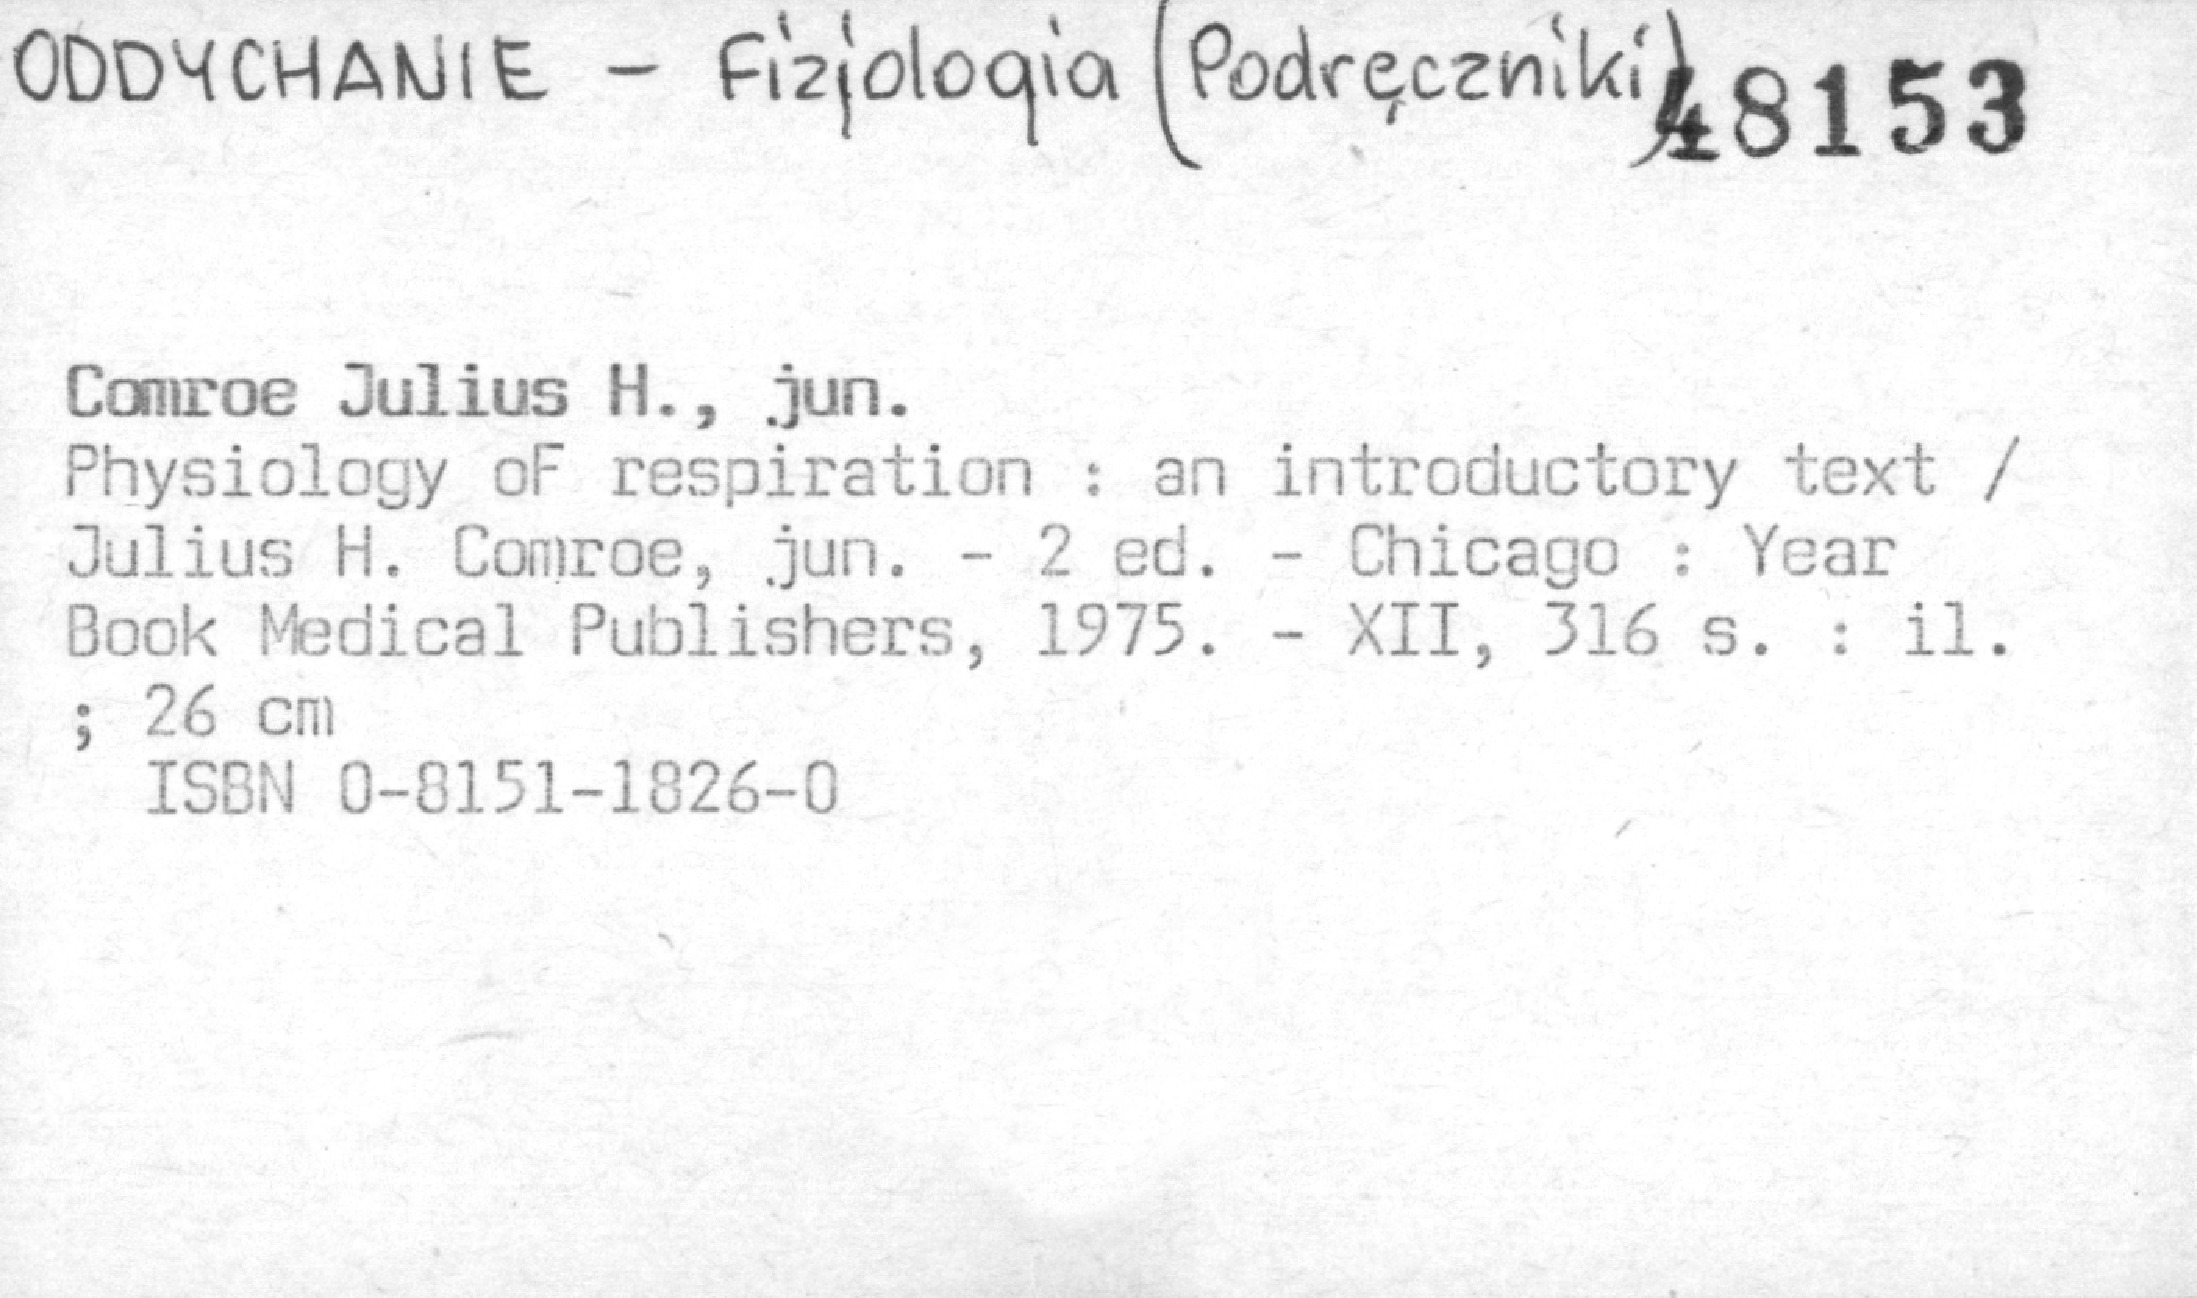 ODDYCHANIE - Fizjologia (Podręczniki) 48153
Comroe Julius H., jun.
Physiology of respiration : an introductory text /
Julius H. Comroe, jun. - 2 ed. - Chicago : Year
Book Medical Publishers, 1975. - XII, 316 s. : il.
; 26 cm
ISBN 0-8151-1826-0